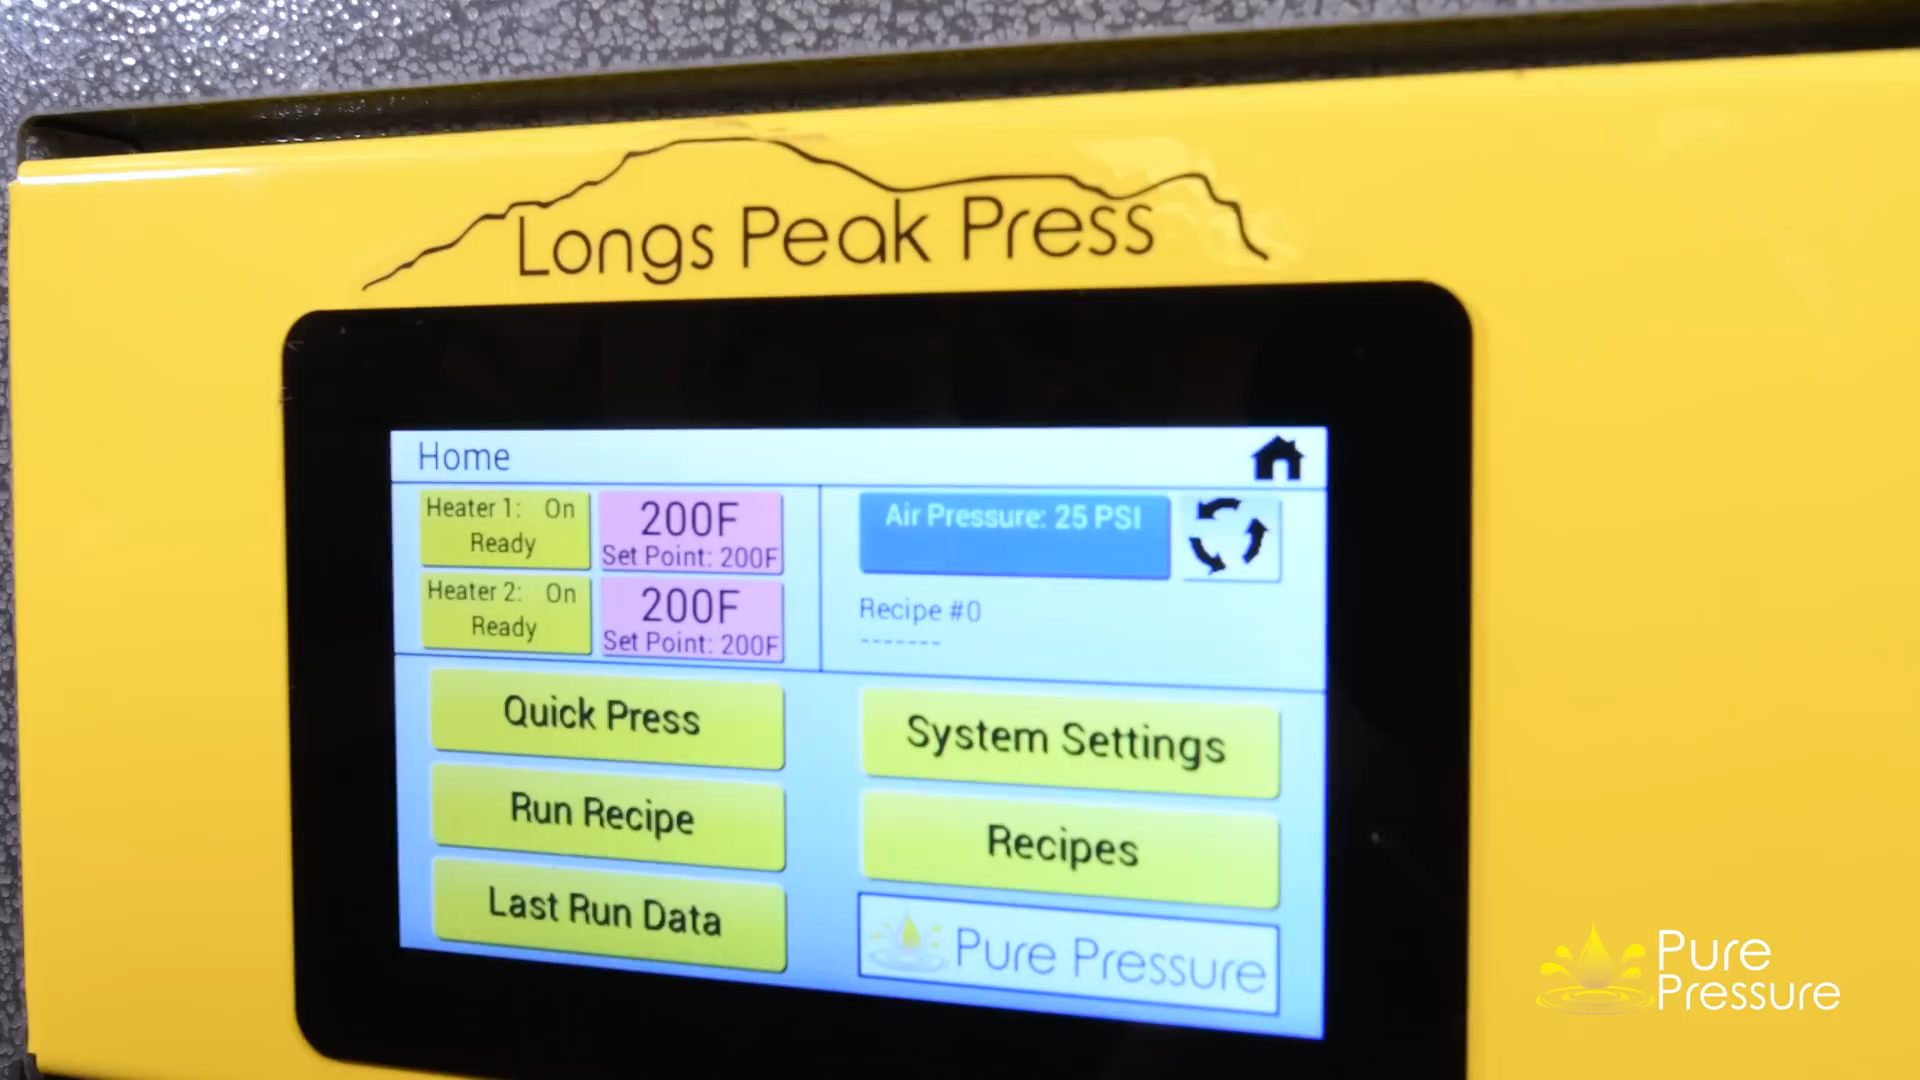 Longs Peak Press
Home
Heater 1: On
Ready
200F
Set Point: 200F
Heater 2: On
Ready
200F
Set Point: 200F
Air Pressure: 25 PSI
Recipe #0
-------
Quick Press
Run Recipe
Last Run Data
System Settings
Recipes
Pure Pressure
Pure
Pressure